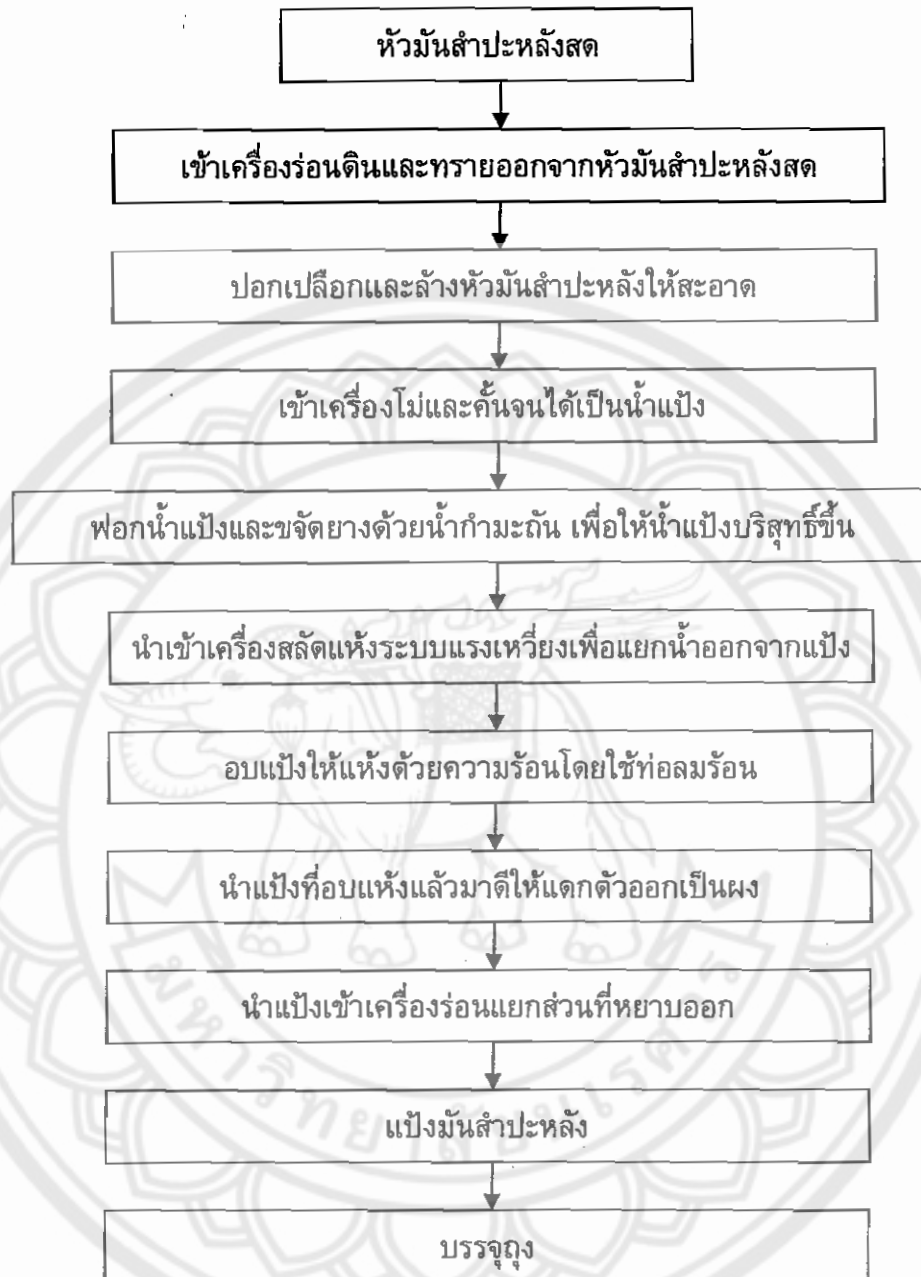 หัวมันสำปะหลังสด
เข้าเครื่องร่อนดินและทรายออกจากหัวมันสำปะหลังสด
ปอกเปลือกและล้างหัวมันสำปะหลังให้สะอาด
เข้าเครื่องโม่และคั้นจนได้เป็นน้ำแป้ง
ฟอกน้ำแป้งและขจัดยางด้วยน้ำกำมะถัน เพื่อให้น้ำแป้งบริสุทธิ์ขึ้น
นำเข้าเครื่องสลัดแห้งระบบแรงเหวี่ยงเพื่อแยกน้ำออกจากแป้ง
อบแป้งให้แห้งด้วยความร้อนโดยใช้ท่อลมร้อน
นำแป้งที่อบแห้งแล้วมาตีให้แตกตัวออกเป็นผง
นำแป้งเข้าเครื่องร่อนแยกส่วนที่หยาบออก
แป้งมันสำปะหลัง
บรรจุถุง
มหาวิทยาลัยนเรศวร